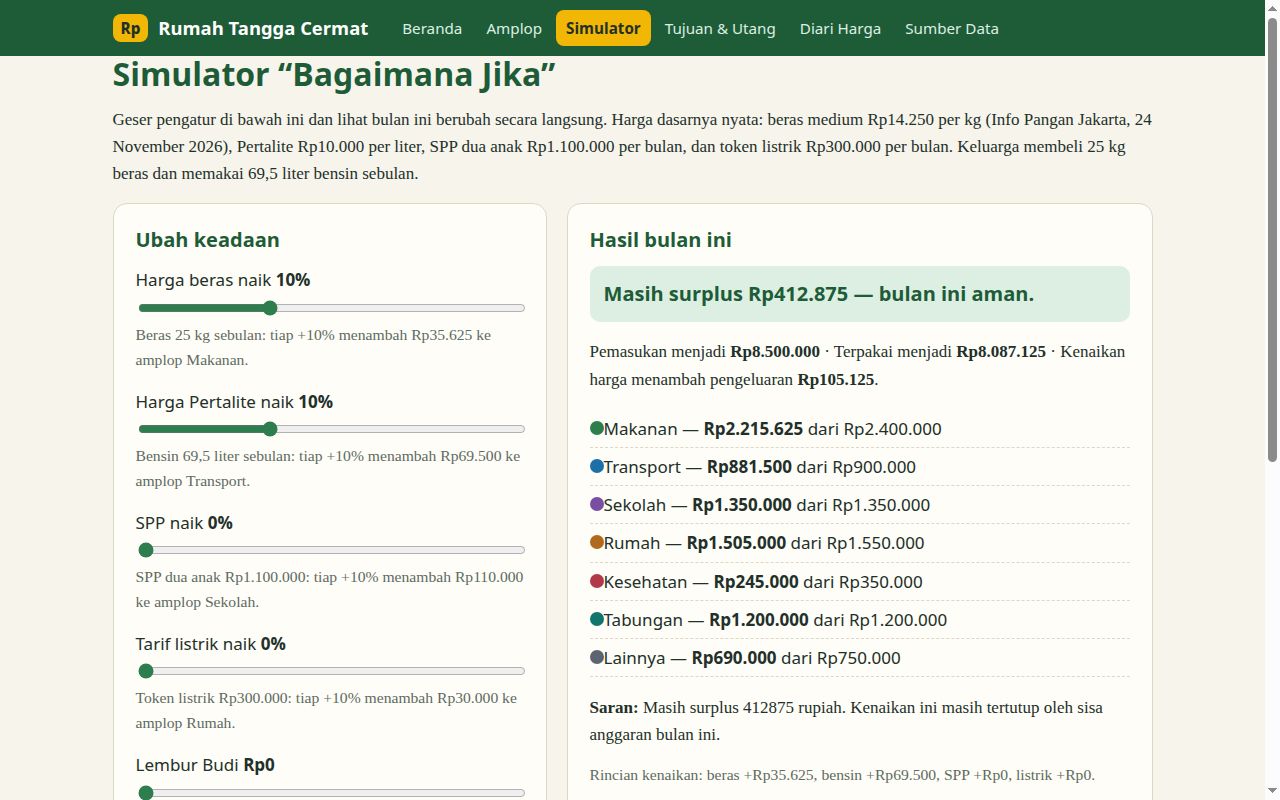 Rp Rumah Tangga Cermat Beranda Amplop Simulator Tujuan & Utang Diari Harga Sumber Data
Simulator “Bagaimana Jika”
Geser pengatur di bawah ini dan lihat bulan ini berubah secara langsung. Harga dasarnya nyata: beras medium Rp14.250 per kg (Info Pangan Jakarta, 24
November 2026), Pertalite Rp10.000 per liter, SPP dua anak Rp1.100.000 per bulan, dan token listrik Rp300.000 per bulan. Keluarga membeli 25 kg
beras dan memakai 69,5 liter bensin sebulan.
Ubah keadaan
Harga beras naik 10%
Beras 25 kg sebulan: tiap +10% menambah Rp35.625 ke
amplop Makanan.
Harga Pertalite naik 10%
Bensin 69,5 liter sebulan: tiap +10% menambah Rp69.500 ke
amplop Transport.
SPP naik 0%
SPP dua anak Rp1.100.000: tiap +10% menambah Rp110.000
ke amplop Sekolah.
Tarif listrik naik 0%
Token listrik Rp300.000: tiap +10% menambah Rp30.000 ke
amplop Rumah.
Lembur Budi Rp0
Hasil bulan ini
Masih surplus Rp412.875 — bulan ini aman.
Pemasukan menjadi Rp8.500.000 · Terpakai menjadi Rp8.087.125 · Kenaikan
harga menambah pengeluaran Rp105.125.
Makanan — Rp2.215.625 dari Rp2.400.000
Transport — Rp881.500 dari Rp900.000
Sekolah — Rp1.350.000 dari Rp1.350.000
Rumah — Rp1.505.000 dari Rp1.550.000
Kesehatan — Rp245.000 dari Rp350.000
Tabungan — Rp1.200.000 dari Rp1.200.000
Lainnya — Rp690.000 dari Rp750.000
Saran: Masih surplus 412875 rupiah. Kenaikan ini masih tertutup oleh sisa
anggaran bulan ini.
Rincian kenaikan: beras +Rp35.625, bensin +Rp69.500, SPP +Rp0, listrik +Rp0.